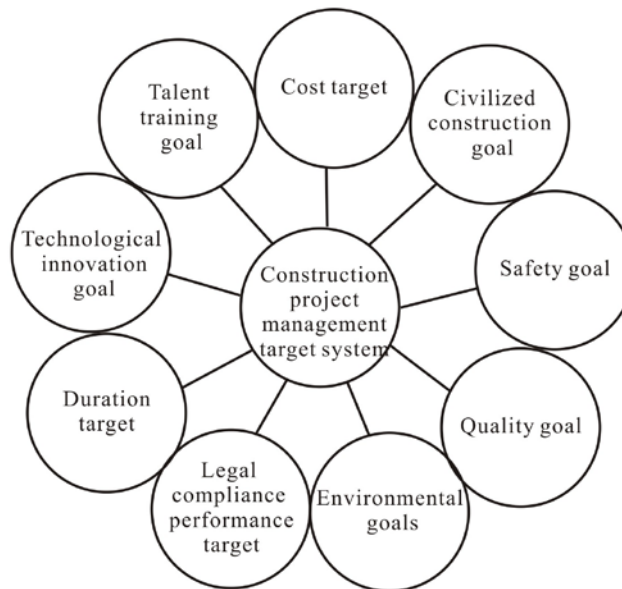 Cost target
Talent
training
goal
Civilized
construction
goal
Technological
innovation
goal
Construction
project
management
target system
Safety goal
Duration
target
Quality goal
Legal
compliance
performance
target
Environmental
goals